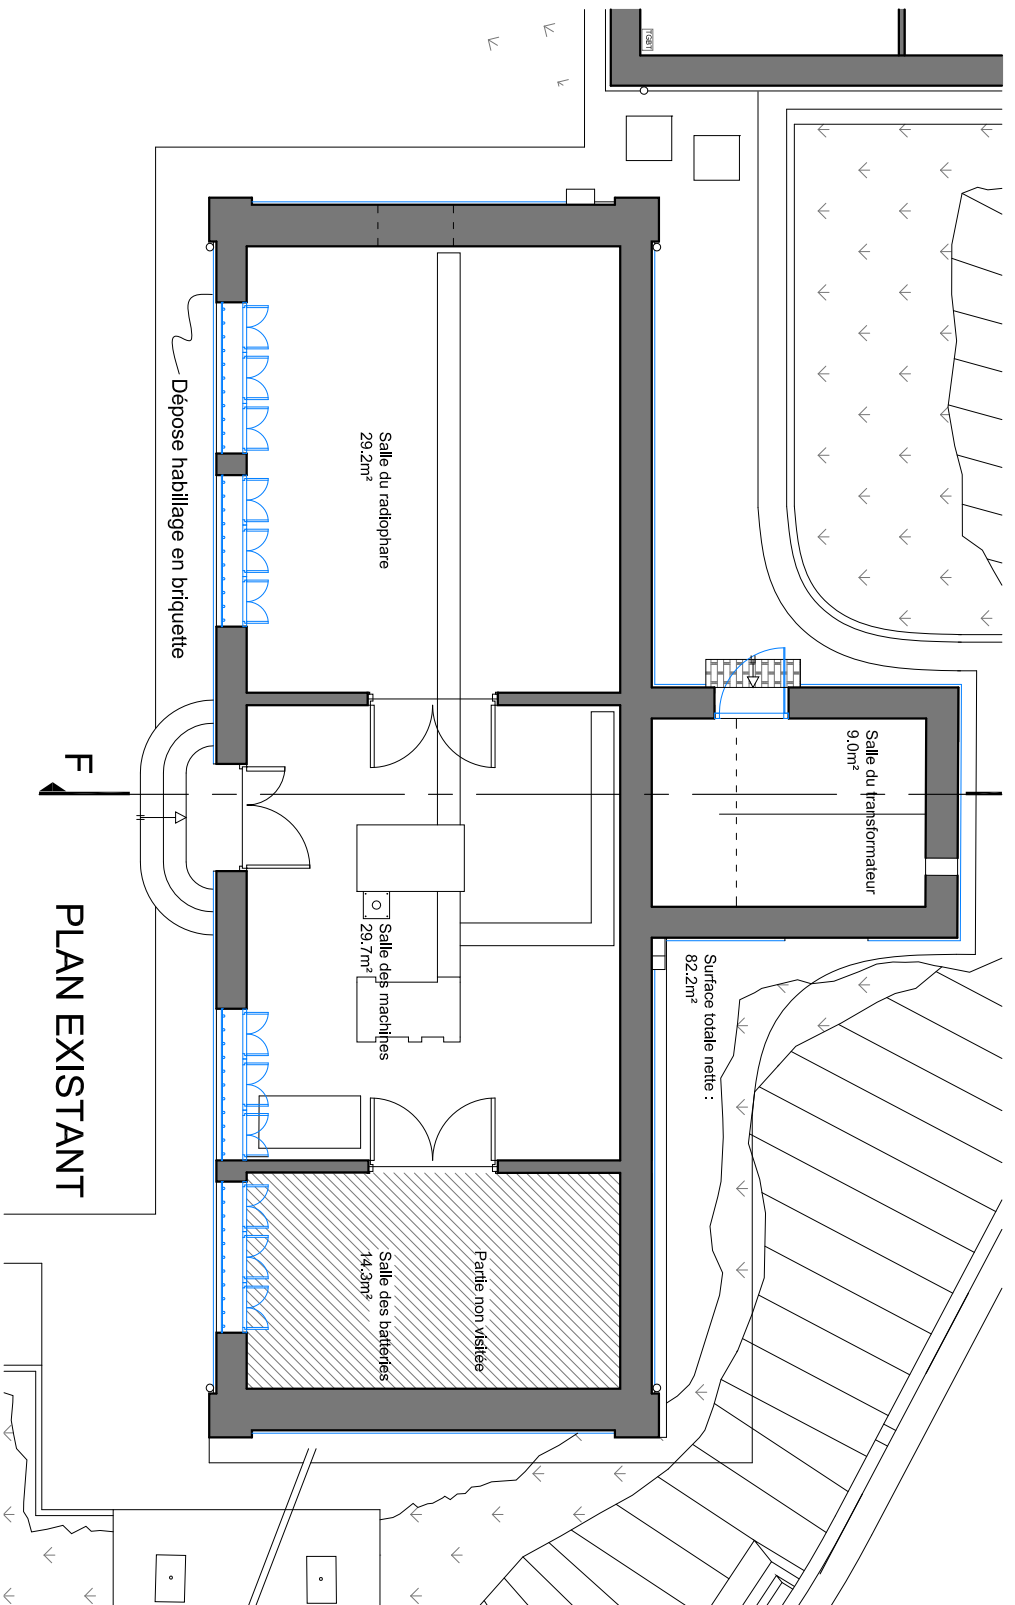 TGBT
Salle du radiophare
29.2m²
Dépose habillage en briquette
Salle du transformateur
9.0m²
F
Salle des machines
29.7m²
Surface totale nette :
82.2m²
PLAN EXISTANT
Partie non visitée
Salle des batteries
14.3m²